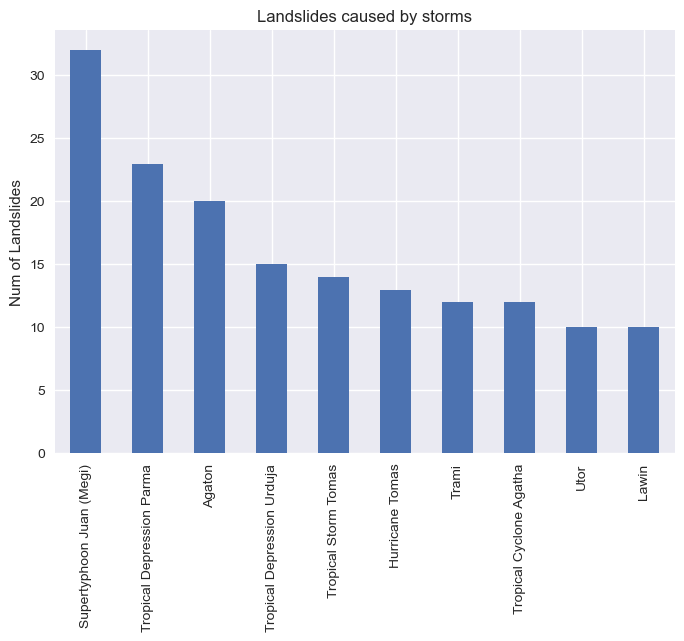 Landslides caused by storms
Num of Landslides
30
25
20
15
10
5
0
Supertyphoon Juan (Megi)
Tropical Depression Parma
Agaton
Tropical Depression Urduja
Tropical Storm Tomas
Hurricane Tomas
Trami
Tropical Cyclone Agatha
Utor
Lawin